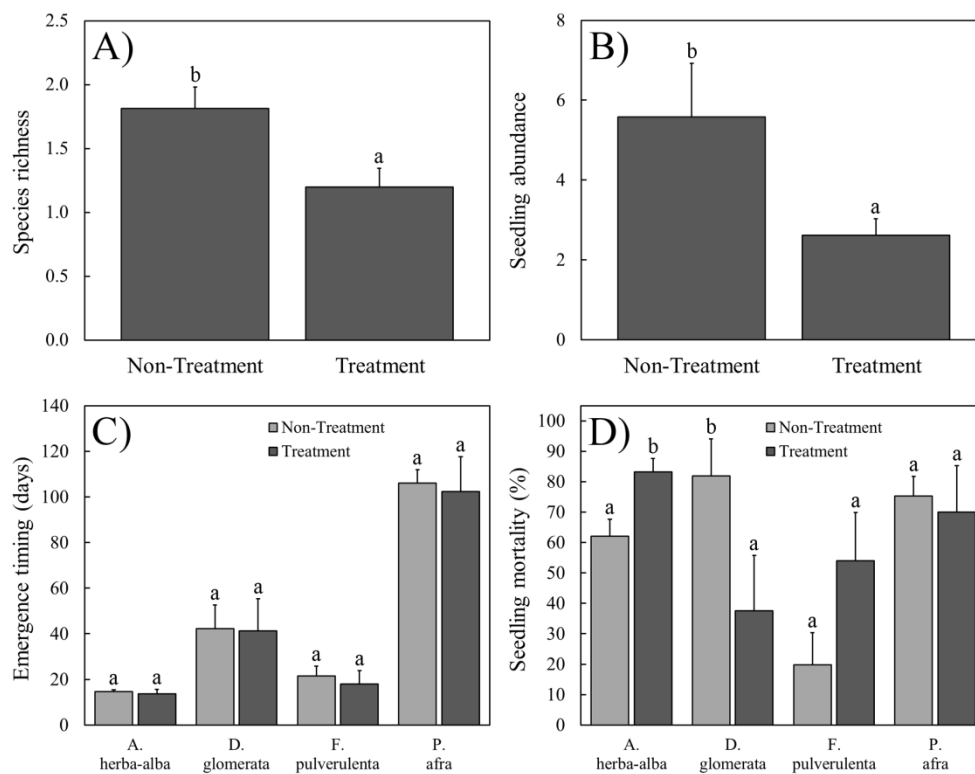 A)
Species richness
2.5
2.0
1.5
1.0
0.5
0.0
b
a
Non-Treatment Treatment
B)
Seedling abundance
8
6
4
2
0
b
a
Non-Treatment Treatment
C)
Non-Treatment
Treatment
Emergence timing (days)
140
120
100
80
60
40
20
0
a a a a a a a a
A. D. F. P.
herba-alba glomerata pulverulenta afra
D)
Non-Treatment
Treatment
Seedling mortality (%)
100
90
80
70
60
50
40
30
20
10
0
a b b a a a a a
A. D. F. P.
herba-alba glomerata pulverulenta afra